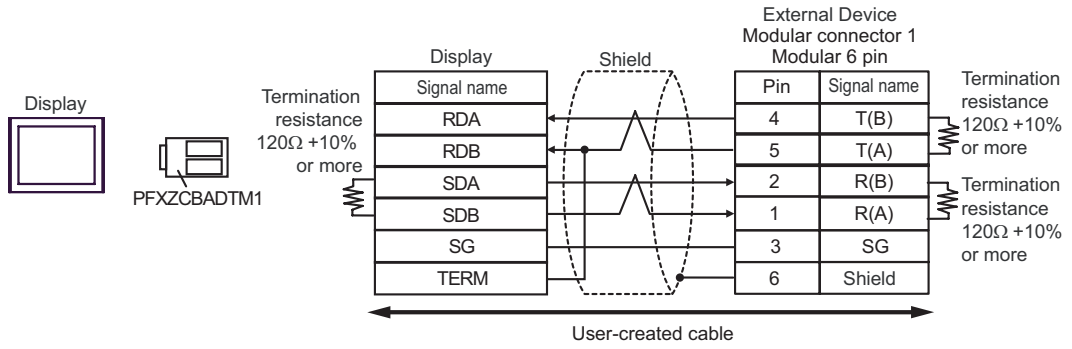 External Device
Modular connector 1
Modular 6 pin
Display
Shield
Display
Termination
resistance
120Ω +10%
or more
PFXZCBADTM1
Signal name
Pin
Signal name
RDA
4
T(B)
RDB
5
T(A)
SDA
2
R(B)
SDB
1
R(A)
SG
3
SG
TERM
6
Shield
Termination
resistance
120Ω +10%
or more
Termination
resistance
120Ω +10%
or more
User-created cable